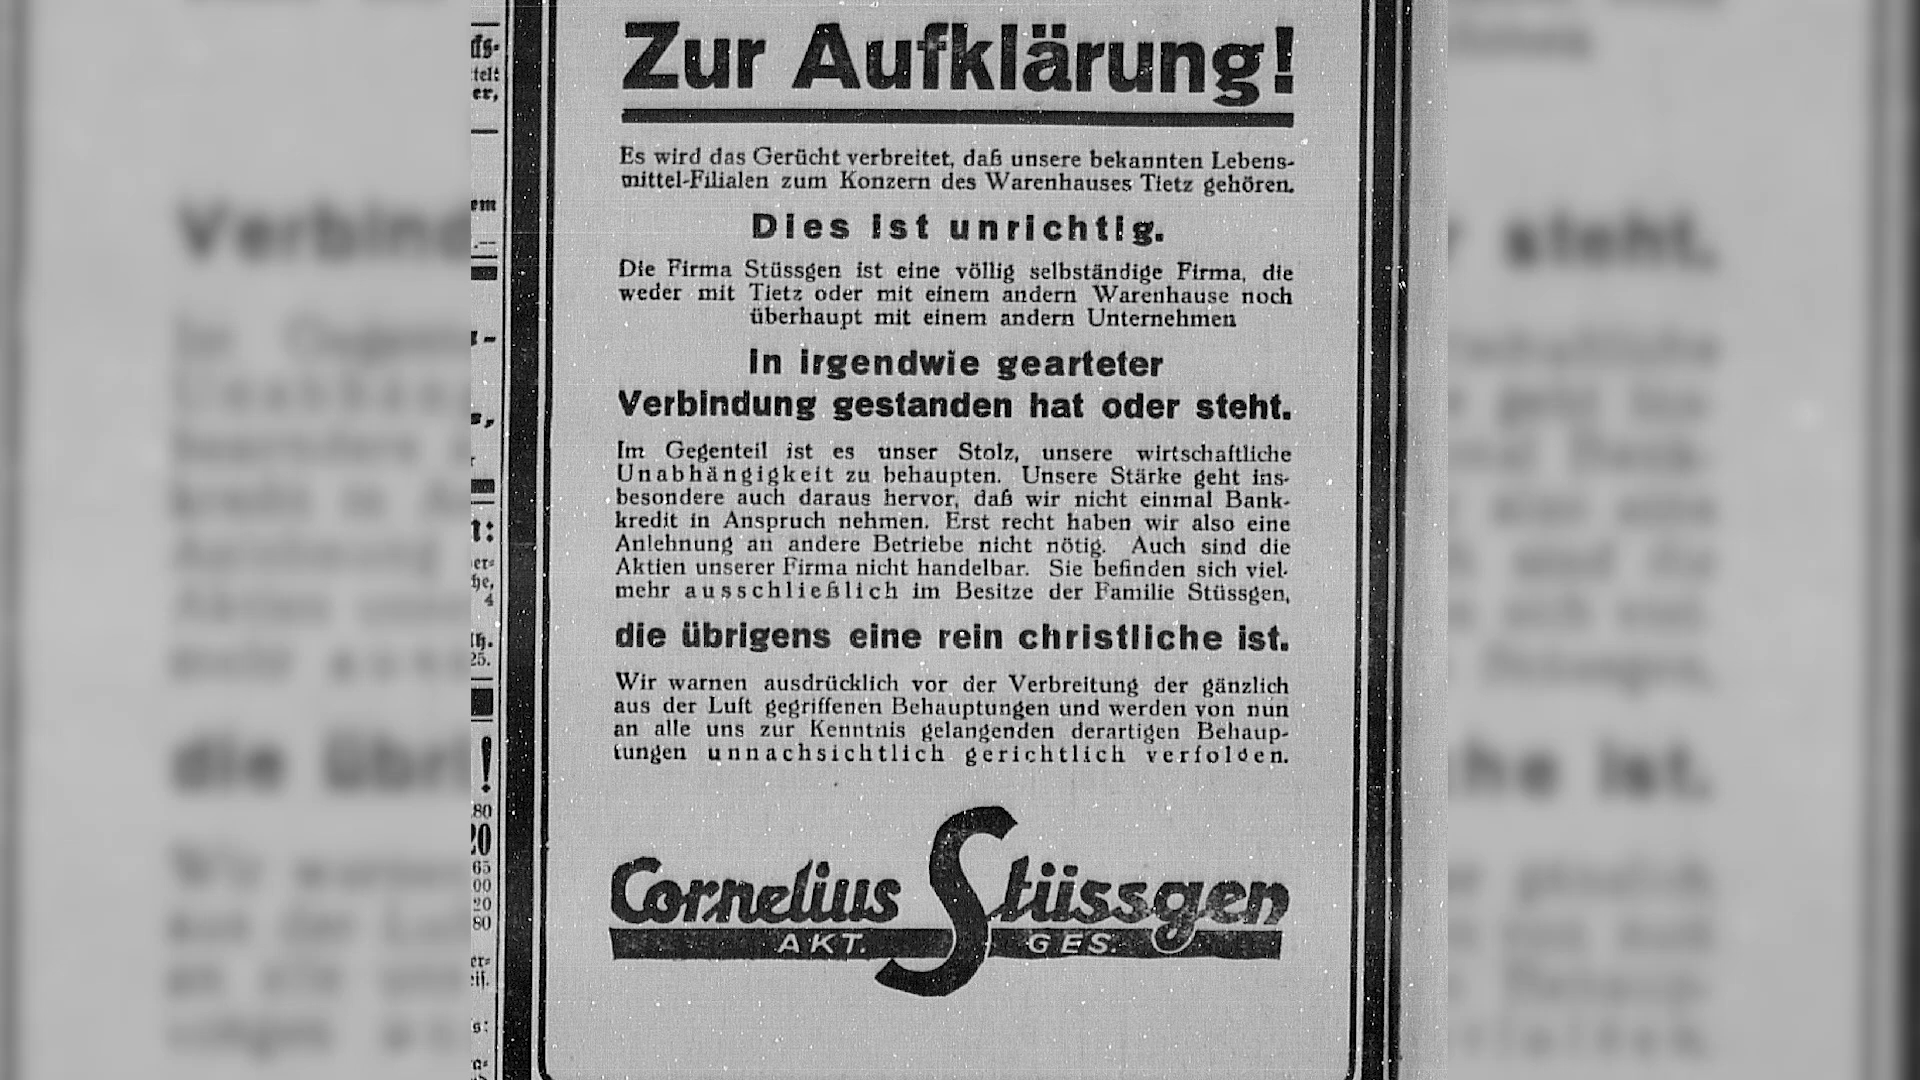 Zur Aufklärung!
Es wird das Gerücht verbreitet, daß unsere bekannten Lebens-
mittel-Filialen zum Konzern des Warenhauses Tietz gehören.
Dies ist unrichtig.
Die Firma Stüssgen ist eine völlig selbständige Firma, die
weder mit Tietz oder mit einem andern Warenhause noch
überhaupt mit einem andern Unternehmen
in irgendwie gearteter
Verbindung gestanden hat oder steht.
Im Gegenteil ist es unser Stolz, unsere wirtschaftliche
Unabhängigkeit zu behaupten. Unsere Stärke geht ins-
besondere auch daraus hervor, daß wir nicht einmal Bank-
kredit in Anspruch nehmen. Erst recht haben wir also eine
Anlehnung an andere Betriebe nicht nötig. Auch sind die
Aktien unserer Firma nicht handelbar. Sie befinden sich viel-
mehr ausschließlich im Besitze der Familie Stüssgen,
die übrigens eine rein christliche ist.
Wir warnen ausdrücklich vor der Verbreitung der gänzlich
aus der Luft gegriffenen Behauptungen und werden von nun
an alle uns zur Kenntnis gelangenden derartigen Behaup-
tungen unnachsichtlich gerichtlich verfolgen.
Cornelius Stüssgen
AKT. GES.